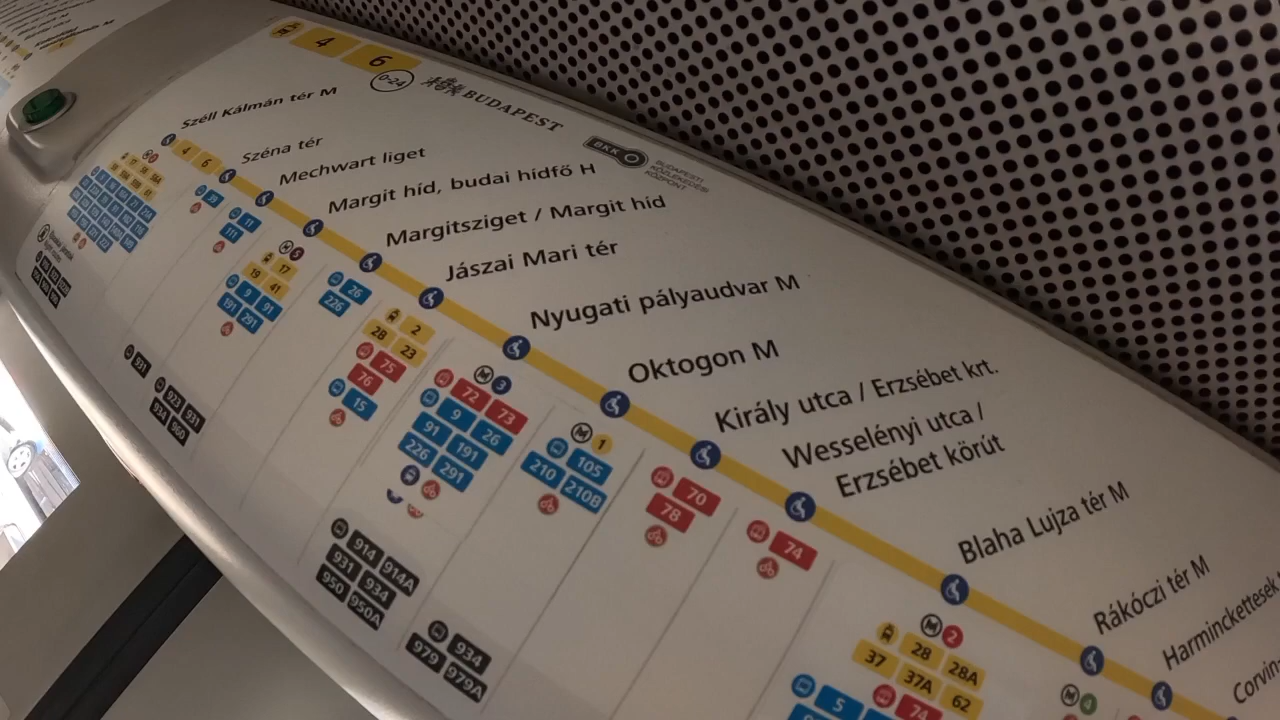 4 6
0-24
BUDAPEST
BKK
BUDAPESTI
KÖZLEKEDÉSI
KÖZPONT
Széll Kálmán tér M
Széna tér
Mechwart liget
Margit híd, budai hídfő H
Margitsziget / Margit híd
Jászai Mari tér
Nyugati pályaudvar M
Oktogon M
Király utca / Erzsébet krt.
Wesselényi utca /
Erzsébet körút
Blaha Lujza tér M
Rákóczi tér M
Harminckettesek
Corvin
4 6
39
11
111
M 5
17
19 41
9 91
191 291
26
226
2
28 23
75
76
15
M 3
72 73
9 26
91 191
226 291
M 1
105
210 210B
70
78
74
M 2
28 28A
37 37A 62
5
74
M 4
931
923 931
934 950
914 914A
931 934
950 950A
934
979 979A